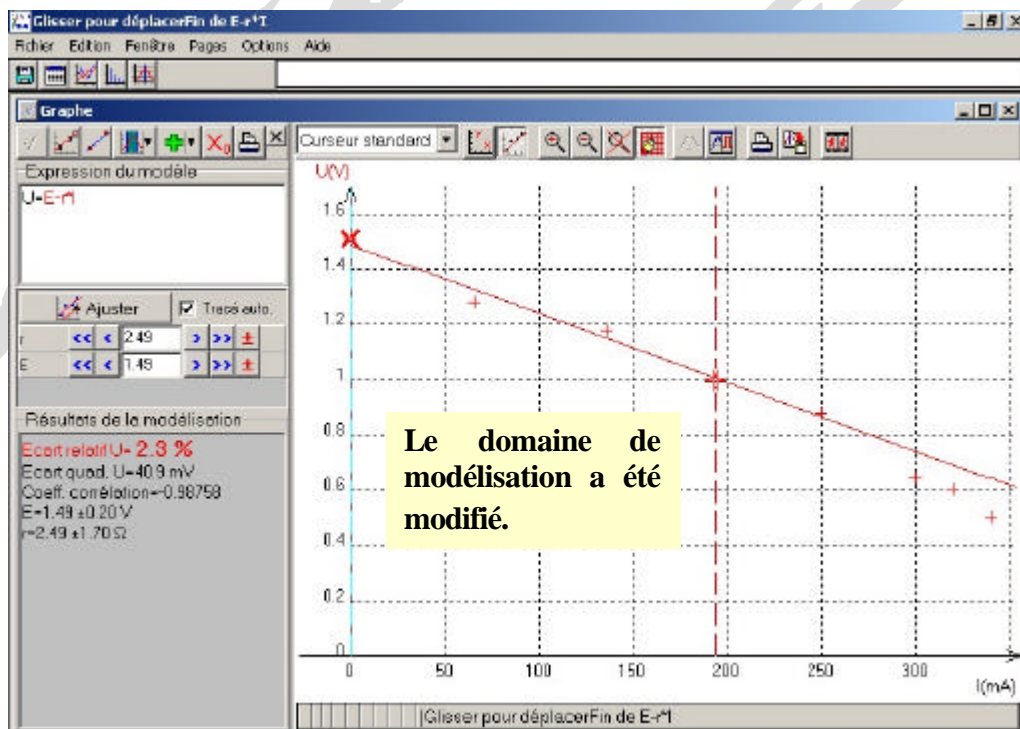 Glisser pour déplacerFin de E-r*I
Fichier Edition Fenêtre Pages Options Aide
Graphe
Curseur standard
Expression du modèle
U=E-r*I
Ajuster
Tracé auto.
r << < 2.49 > >> ±
E << < 1.49 > >> ±
Résultats de la modélisation
Ecart relatif U= 2.3 %
Ecart quad. U=40.9 mV
Coeff. corrélation=-0.98758
E=1.49 ±0.20 V
r=2.49 ±1.70 Ω
U(V)
1.6
1.4
1.2
1
0.8
0.6
0.4
0.2
0
0 50 100 150 200 250 300
I(mA)
Le domaine de
modélisation a été
modifié.
Glisser pour déplacerFin de E-r*I